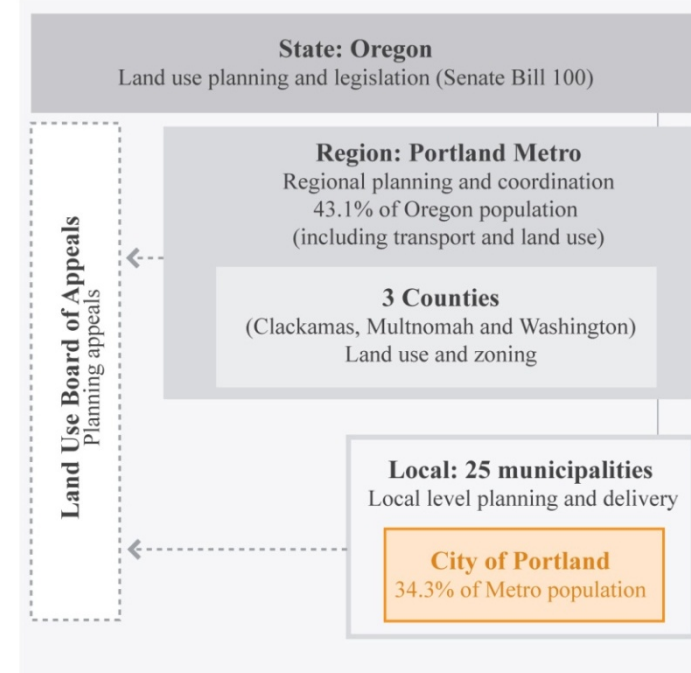 State: Oregon
Land use planning and legislation (Senate Bill 100)
Land Use Board of Appeals
Planning appeals
Region: Portland Metro
Regional planning and coordination
43.1% of Oregon population
(including transport and land use)
3 Counties
(Clackamas, Multnomah and Washington)
Land use and zoning
Local: 25 municipalities
Local level planning and delivery
City of Portland
34.3% of Metro population